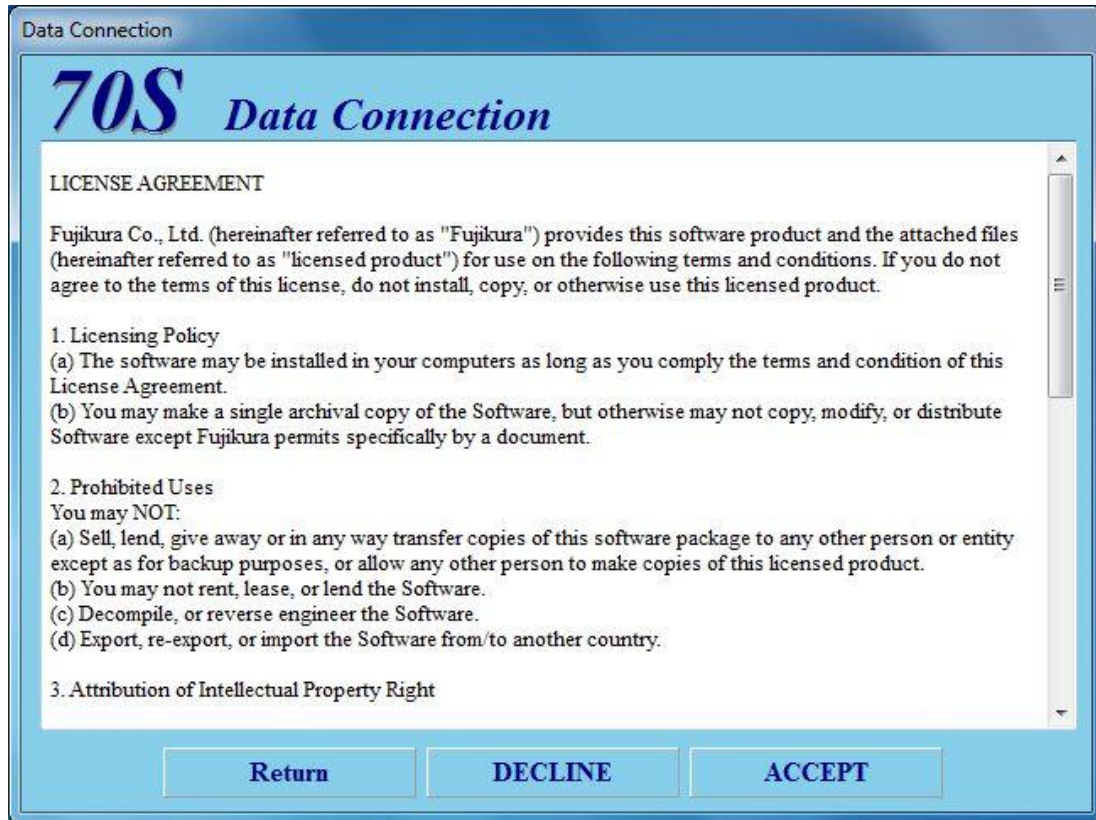 Data Connection
70S Data Connection
LICENSE AGREEMENT
Fujikura Co., Ltd. (hereinafter referred to as "Fujikura") provides this software product and the attached files
(hereinafter referred to as "licensed product") for use on the following terms and conditions. If you do not
agree to the terms of this license, do not install, copy, or otherwise use this licensed product.
1. Licensing Policy
(a) The software may be installed in your computers as long as you comply the terms and condition of this
License Agreement.
(b) You may make a single archival copy of the Software, but otherwise may not copy, modify, or distribute
Software except Fujikura permits specifically by a document.
2. Prohibited Uses
You may NOT:
(a) Sell, lend, give away or in any way transfer copies of this software package to any other person or entity
except as for backup purposes, or allow any other person to make copies of this licensed product.
(b) You may not rent, lease, or lend the Software.
(c) Decompile, or reverse engineer the Software.
(d) Export, re-export, or import the Software from/to another country.
3. Attribution of Intellectual Property Right
Return DECLINE ACCEPT